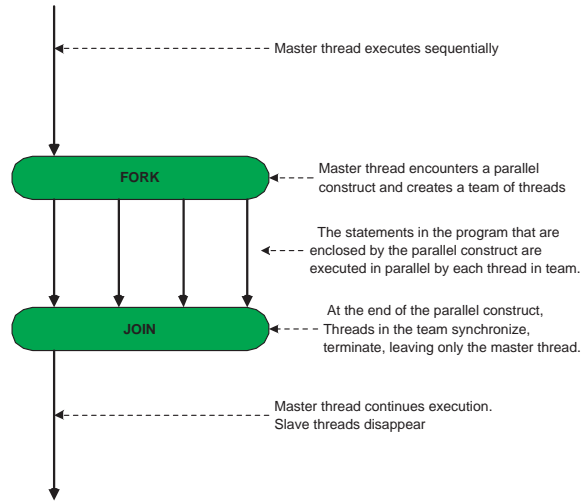 Master thread executes sequentially
FORK
Master thread encounters a parallel
construct and creates a team of threads
The statements in the program that are
enclosed by the parallel construct are
executed in parallel by each thread in team.
JOIN
At the end of the parallel construct,
Threads in the team synchronize,
terminate, leaving only the master thread.
Master thread continues execution.
Slave threads disappear